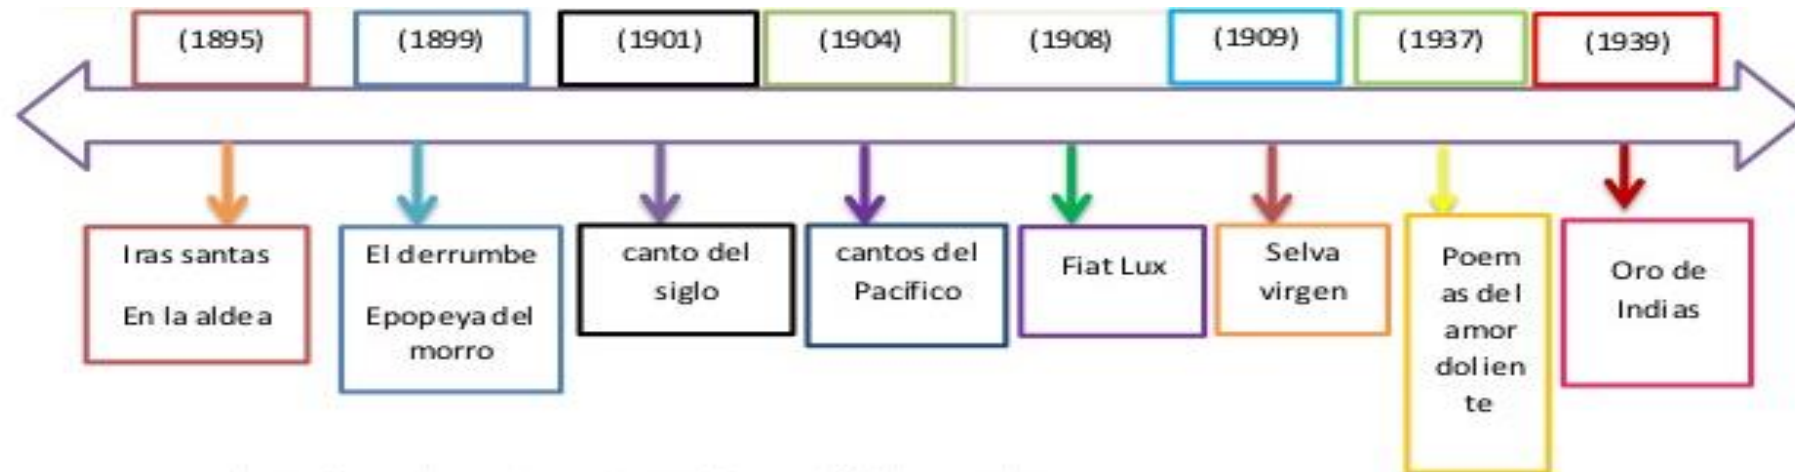 (1895) (1899) (1901) (1904) (1908) (1909) (1937) (1939)
Iras santas
En la aldea
El derrumbe
Epopeya del
morro
canto del
siglo
cantos del
Pacífico
Fiat Lux
Selva
virgen
Poem
as del
amor
dolien
te
Oro de
Indias